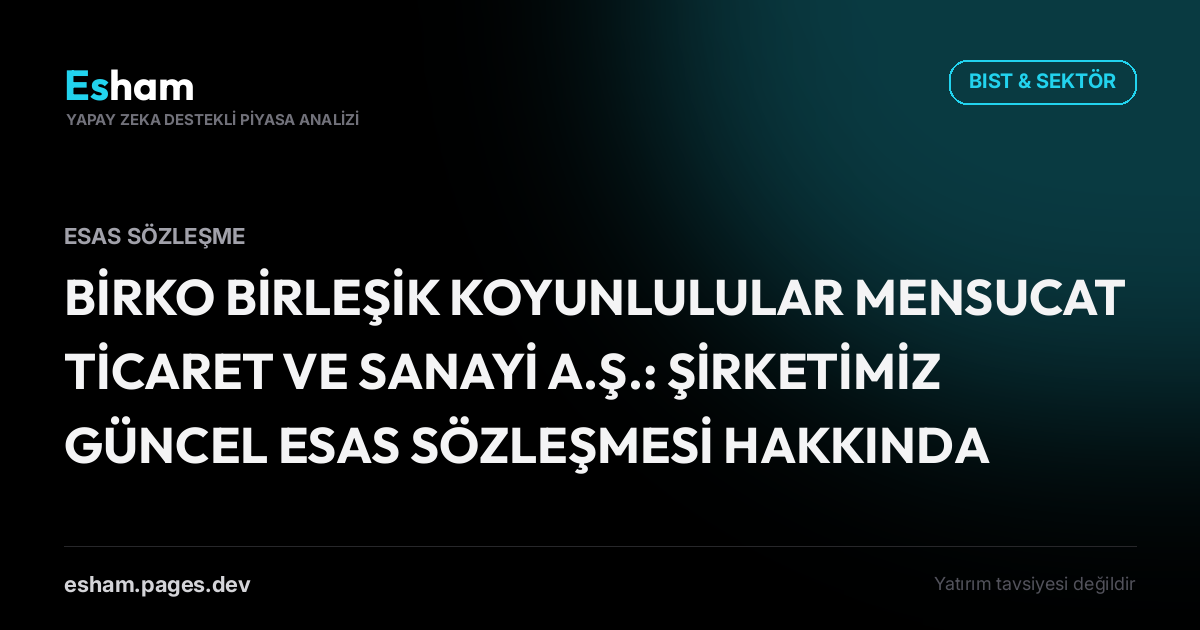 Esham
BIST & SEKTÖR
YAPAY ZEKA DESTEKLİ PİYASA ANALİZİ
ESAS SÖZLEŞME
BİRKO BİRLEŞİK KOYUNLULULAR MENSUCAT
TİCARET VE SANAYİ A.Ş.: ŞİRKETİMİZ
GÜNCEL ESAS SÖZLEŞMESİ HAKKINDA
esham.pages.dev
Yatırım tavsiyesi değildir